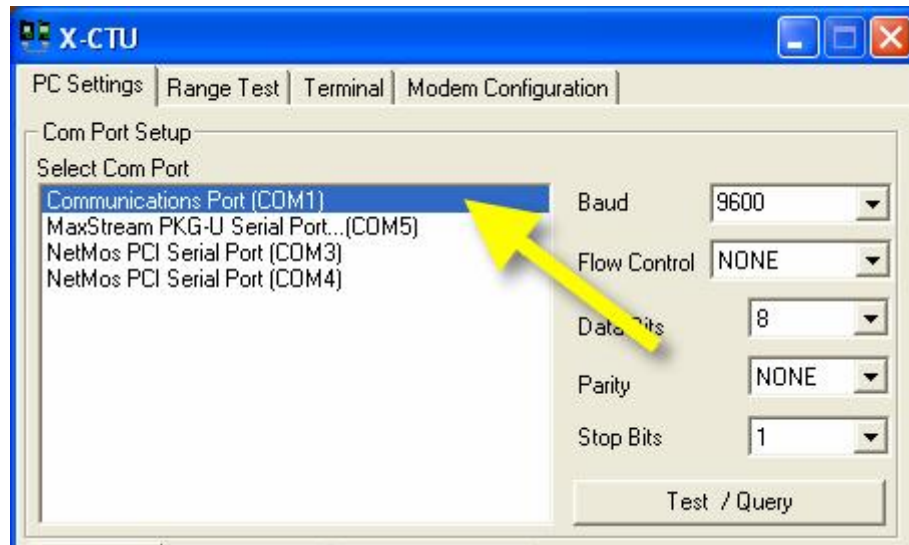 X-CTU
PC Settings Range Test Terminal Modem Configuration
Com Port Setup
Select Com Port
Communications Port (COM1)
MaxStream PKG-U Serial Port...(COM5)
NetMos PCI Serial Port (COM3)
NetMos PCI Serial Port (COM4)
Baud 9600
Flow Control NONE
Data Bits 8
Parity NONE
Stop Bits 1
Test / Query